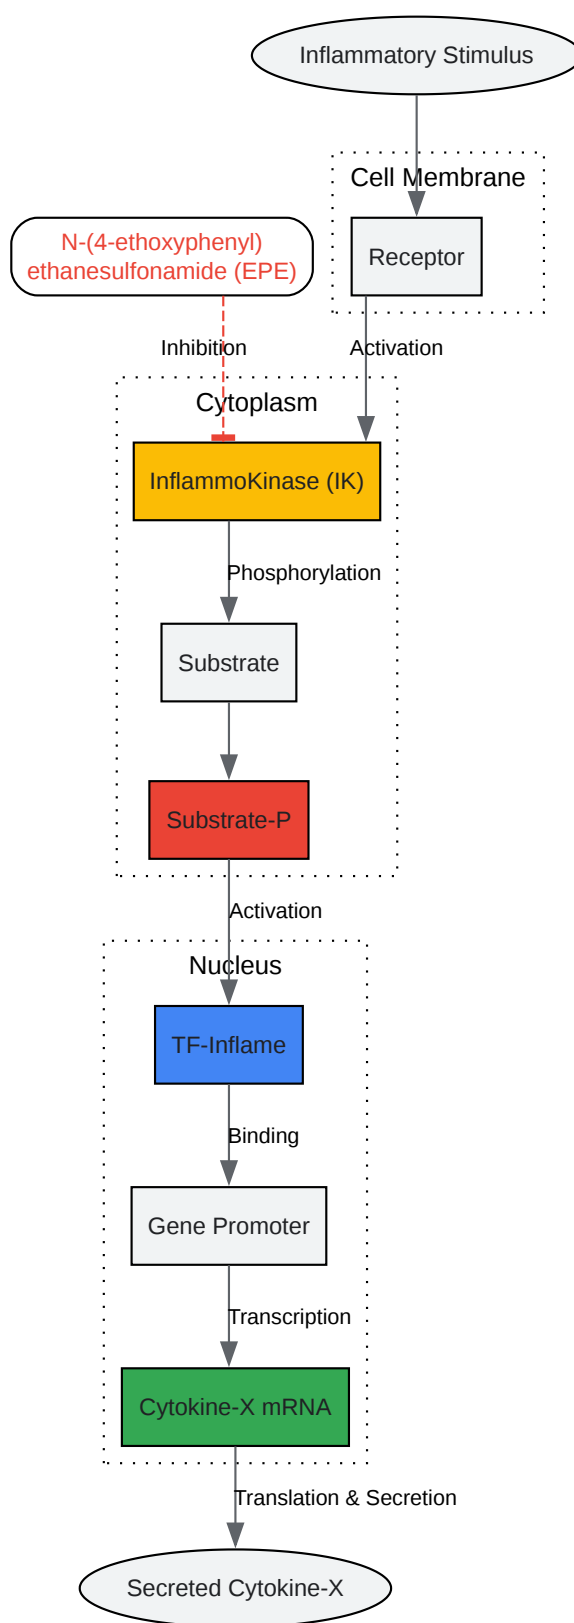 Inflammatory Stimulus
Cell Membrane
Receptor
N-(4-ethoxyphenyl)
ethanesulfonamide (EPE)
Inhibition
Activation
Cytoplasm
InflammoKinase (IK)
Phosphorylation
Substrate
Substrate-P
Activation
Nucleus
TF-Inflame
Binding
Gene Promoter
Transcription
Cytokine-X mRNA
Translation & Secretion
Secreted Cytokine-X